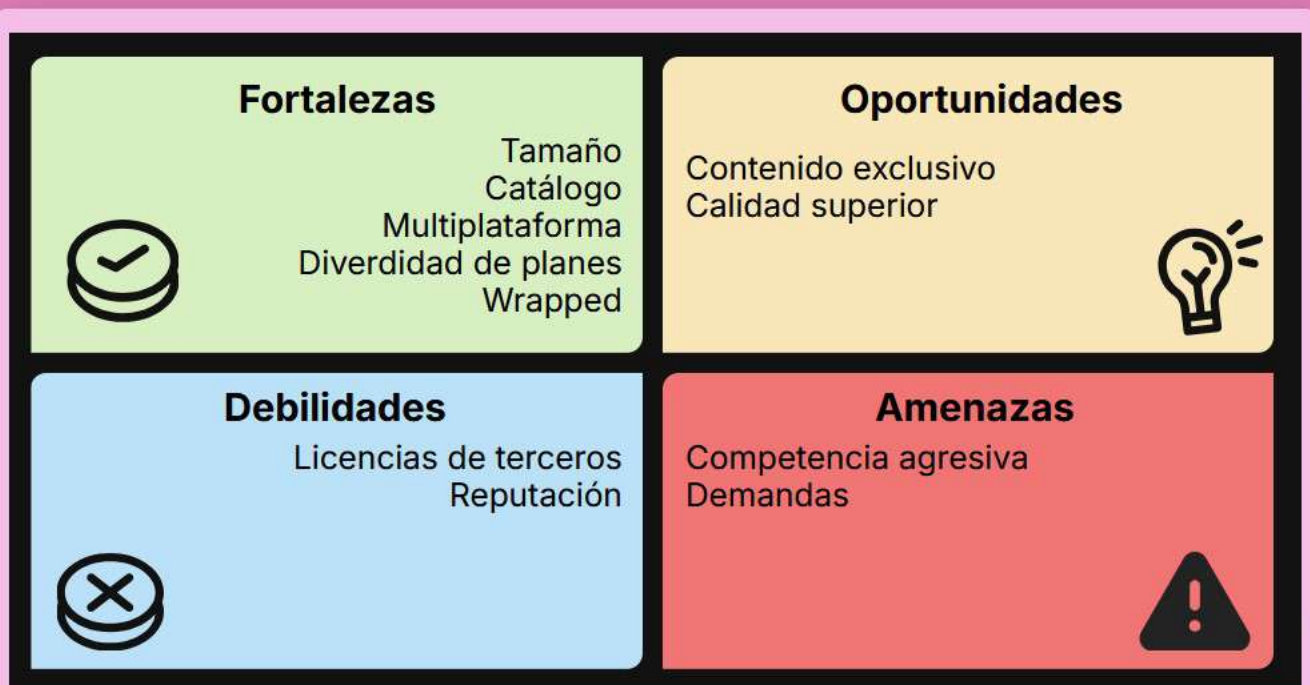 Fortalezas
Tamaño
Catálogo
Multiplataforma
Diverdidad de planes
Wrapped
Oportunidades
Contenido exclusivo
Calidad superior
Debilidades
Licencias de terceros
Reputación
Amenazas
Competencia agresiva
Demandas